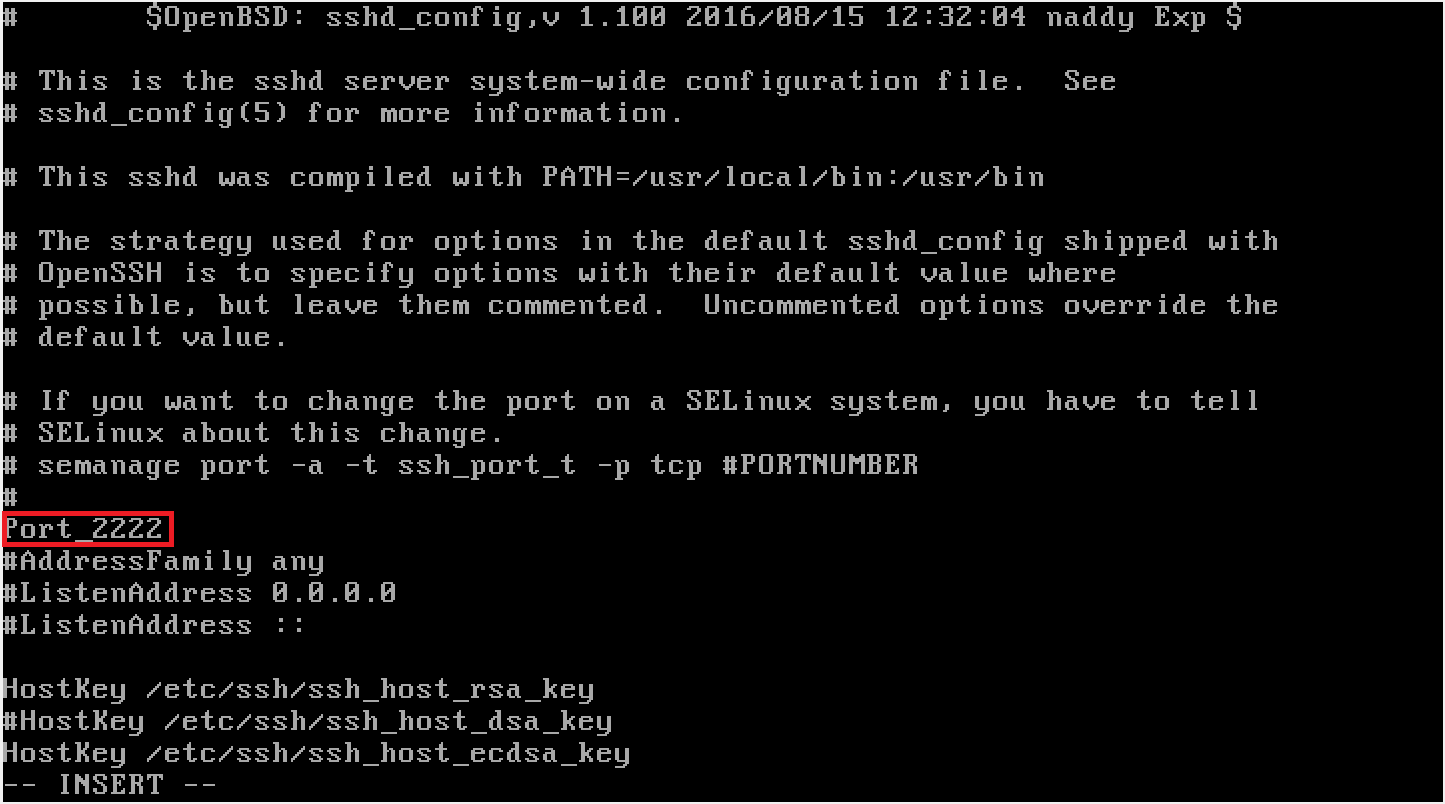 #       $OpenBSD: sshd_config,v 1.100 2016/08/15 12:32:04 naddy Exp $
# This is the sshd server system-wide configuration file.  See
# sshd_config(5) for more information.
# This sshd was compiled with PATH=/usr/local/bin:/usr/bin
# The strategy used for options in the default sshd_config shipped with
# OpenSSH is to specify options with their default value where
# possible, but leave them commented.  Uncommented options override the
# default value.
# If you want to change the port on a SELinux system, you have to tell
# SELinux about this change.
# semanage port -a -t ssh_port_t -p tcp #PORTNUMBER
#
Port_2222
#AddressFamily any
#ListenAddress 0.0.0.0
#ListenAddress ::
HostKey /etc/ssh/ssh_host_rsa_key
#HostKey /etc/ssh/ssh_host_dsa_key
HostKey /etc/ssh/ssh_host_ecdsa_key
-- INSERT --